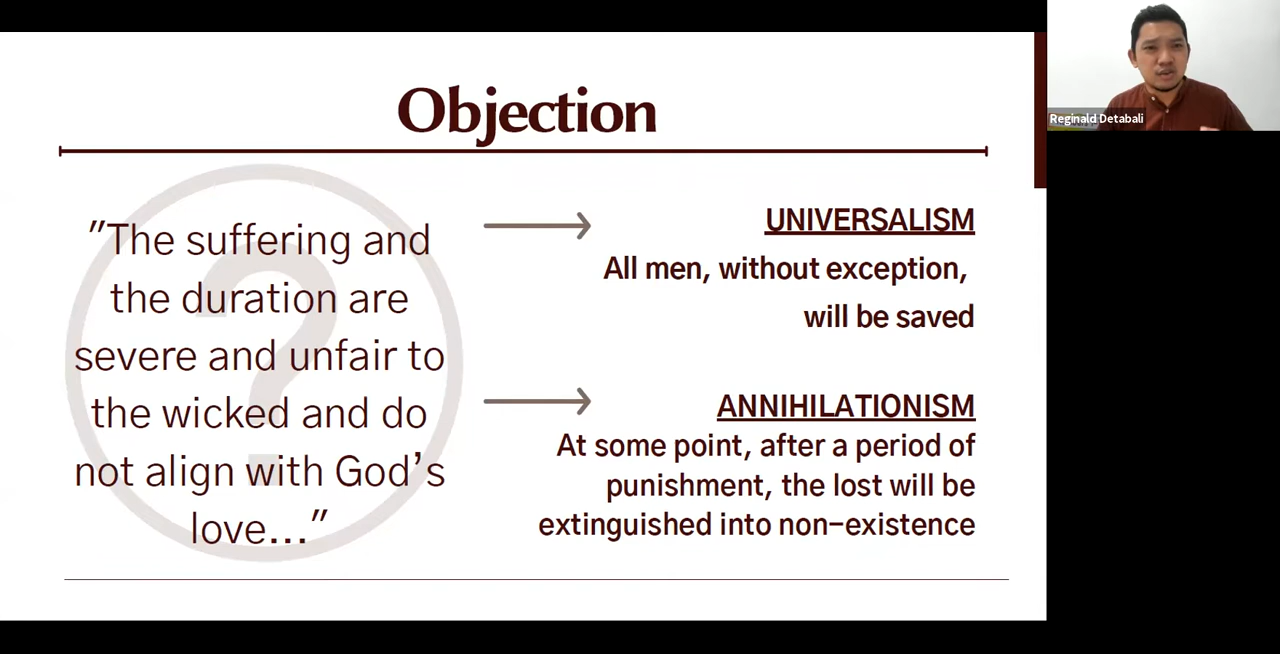 Objection
"The suffering and
the duration are
severe and unfair to
the wicked and do
not align with God's
love..."
UNIVERSALISM
All men, without exception,
will be saved
ANNIHILATIONISM
At some point, after a period of
punishment, the lost will be
extinguished into non-existence
Reginald Detabali